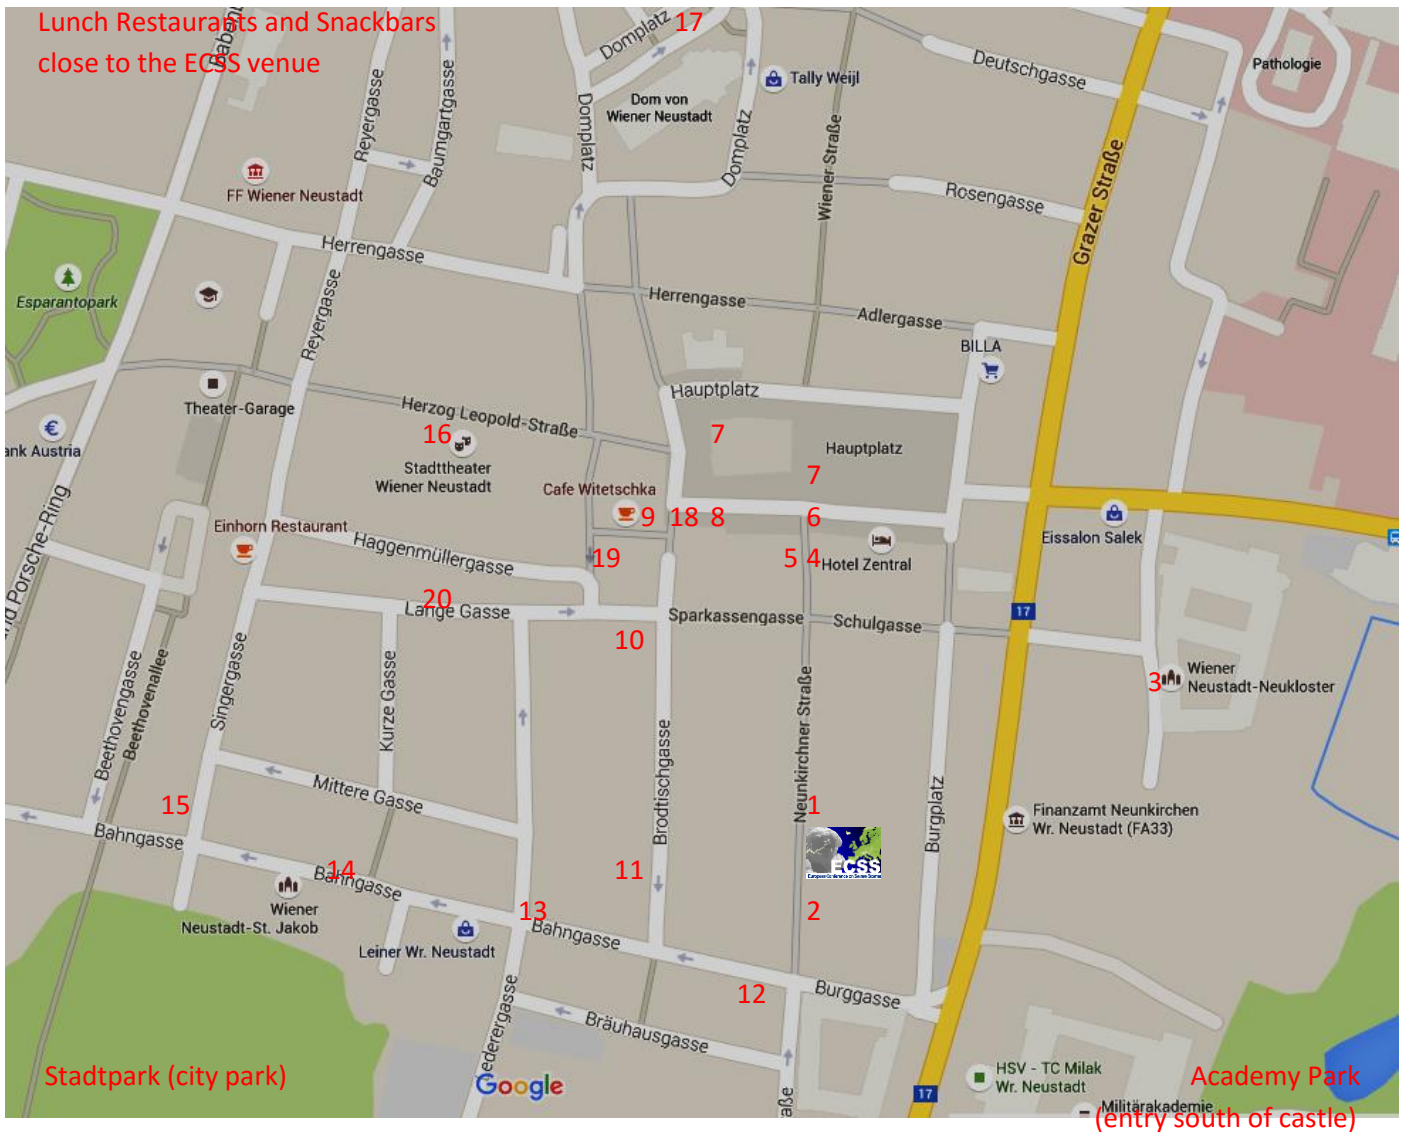 Lunch Restaurants and Snackbars
close to the ECSS venue
17
Domplatz
Deutschgasse
Pathologie
Tally Weijl
Dom von
Wiener Neustadt
Reyergasse
Baumgartgasse
Domplatz
Domplatz
Wiener Straße
Grazer Straße
FF Wiener Neustadt
Rosengasse
Herrengasse
Esparantopark
Reyergasse
Herrengasse
Adlergasse
BILLA
Hauptplatz
Theater-Garage
Herzog Leopold-Straße
16
7
Hauptplatz
ank Austria
Stadttheater
Wiener Neustadt
7
Cafe Witetschka
9
18
8
6
Einhorn Restaurant
Haggenmüllergasse
Eissalon Salek
19
5
4
Hotel Zentral
nd Porsche-Ring
20
Lange Gasse
Sparkassengasse
Schulgasse
17
10
Beethovengasse
Beethovenallee
Singergasse
Kurze Gasse
Brodtischgasse
Neunkirchner Straße
Burgplatz
3
Wiener
Neustadt-Neukloster
Mittere Gasse
15
1
Finanzamt Neunkirchen
Wr. Neustadt (FA33)
Bahngasse
ECSS
14
Bahngasse
11
Wiener
Neustadt-St. Jakob
13
2
Bahngasse
Leiner Wr. Neustadt
12
Burggasse
Bräuhausgasse
ederergasse
aße
Stadtpark (city park)
Google
17
HSV - TC Milak
Wr. Neustadt
Academy Park
Militärakademie
(entry south of castle)